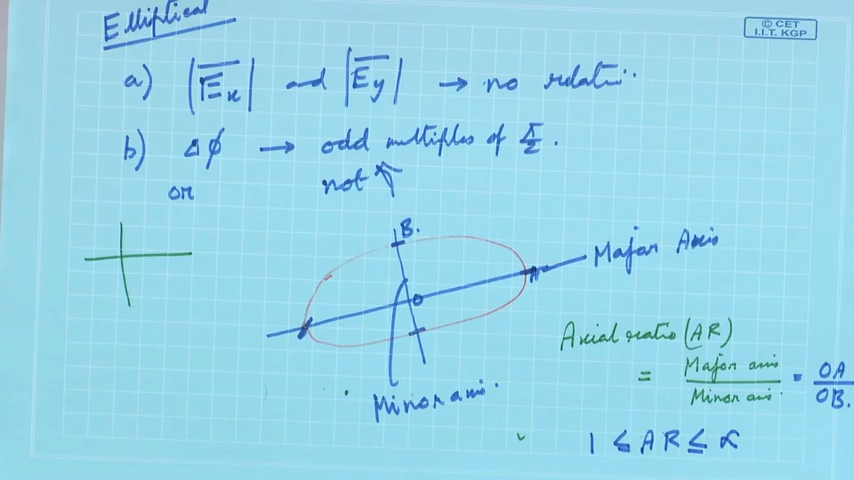 Elliptical
© CET
I.I.T. KGP
a) |Ex| and |Ey| → no relati..
b) Δφ → odd multiples of π/2.
or not
B.
Major Axis
A
O
Minor axis.
Axial ratio (AR)
= Major axis / Minor axis = OA / OB.
1 ≤ AR ≤ ∝